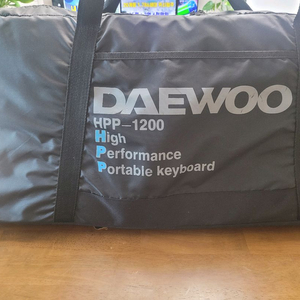 DAEWOO
HPP-1200
High
Performance
Portable keyboard